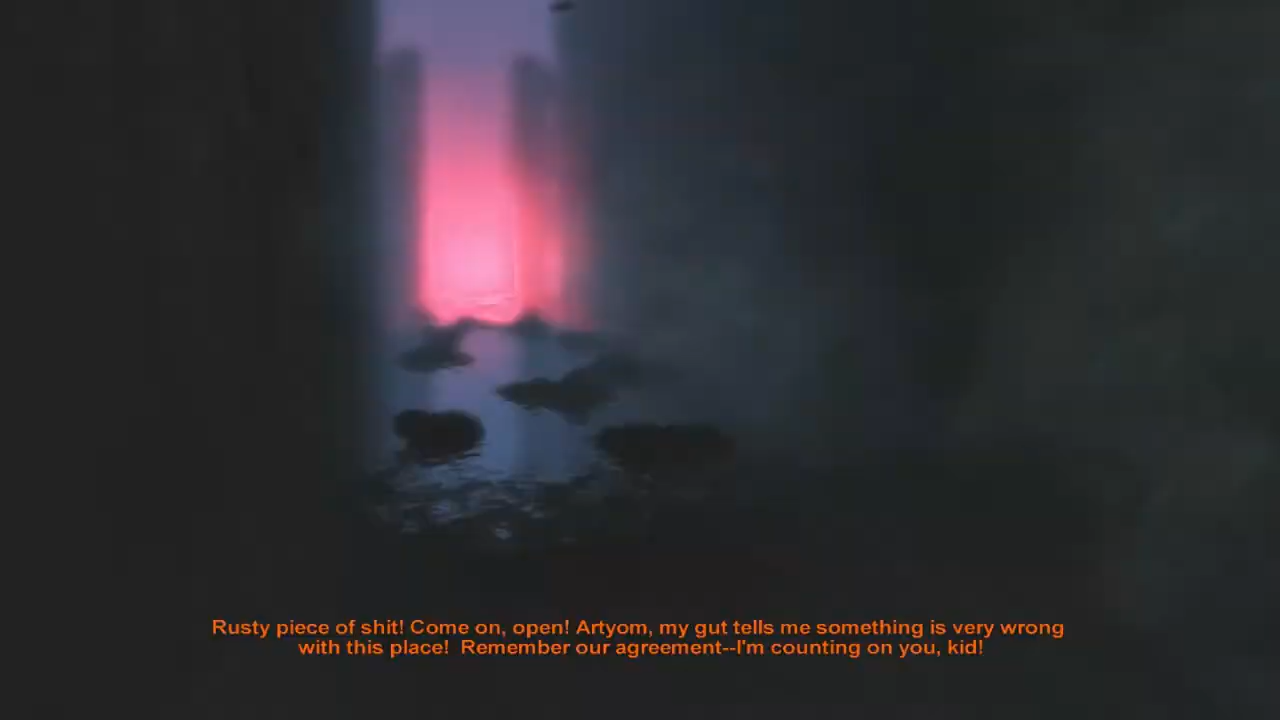 Rusty piece of shit! Come on, open! Artyom, my gut tells me something is very wrong
with this place!  Remember our agreement--I'm counting on you, kid!